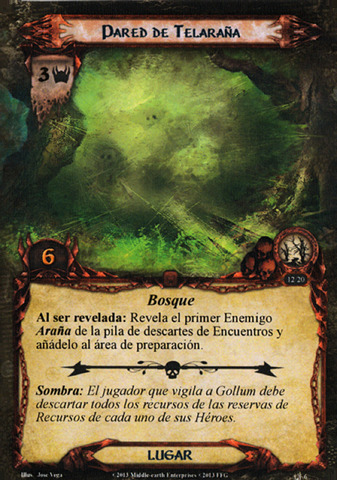 Pared de Telaraña
3
6
12-20
Bosque
Al ser revelada: Revela el primer Enemigo
Araña de la pila de descartes de Encuentros y
añádelo al área de preparación.
Sombra: El jugador que vigila a Gollum debe
descartar todos los recursos de las reservas de
Recursos de cada uno de sus Héroes.
LUGAR
Illus. Jose Vega ©2013 Middle-earth Enterprises ©2013 FFG